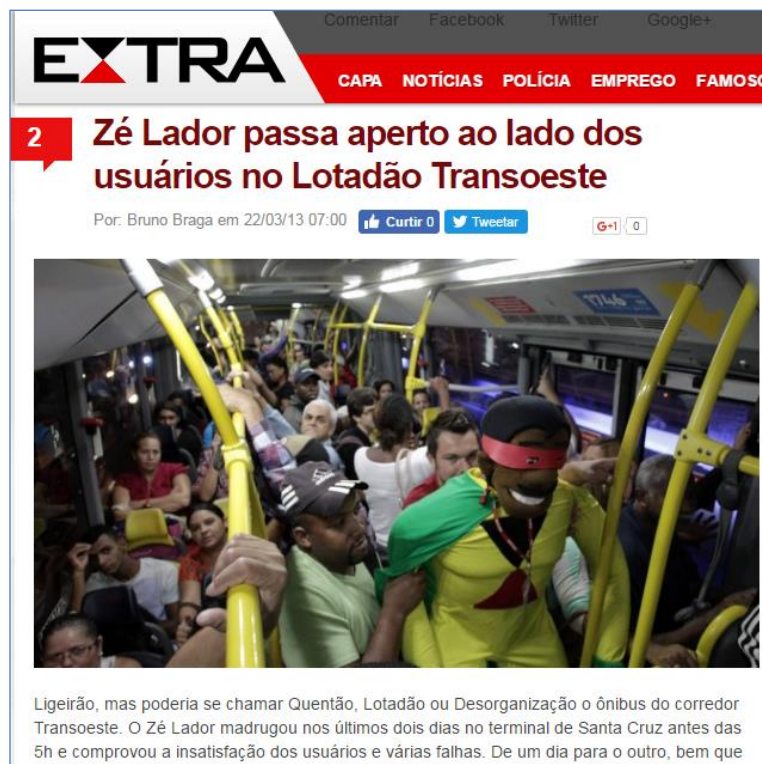 Comentar Facebook Twitter Google+
EXTRA
CAPA NOTÍCIAS POLÍCIA EMPREGO FAMOSO
2
Zé Lador passa aperto ao lado dos
usuários no Lotadão Transoeste
Por: Bruno Braga em 22/03/13 07:00 Curtir 0 Tweetar G+1 0
1746
Ligeirão, mas poderia se chamar Quentão, Lotadão ou Desorganização o ônibus do corredor
Transoeste. O Zé Lador madrugou nos últimos dois dias no terminal de Santa Cruz antes das
5h e comprovou a insatisfação dos usuários e várias falhas. De um dia para o outro, bem que